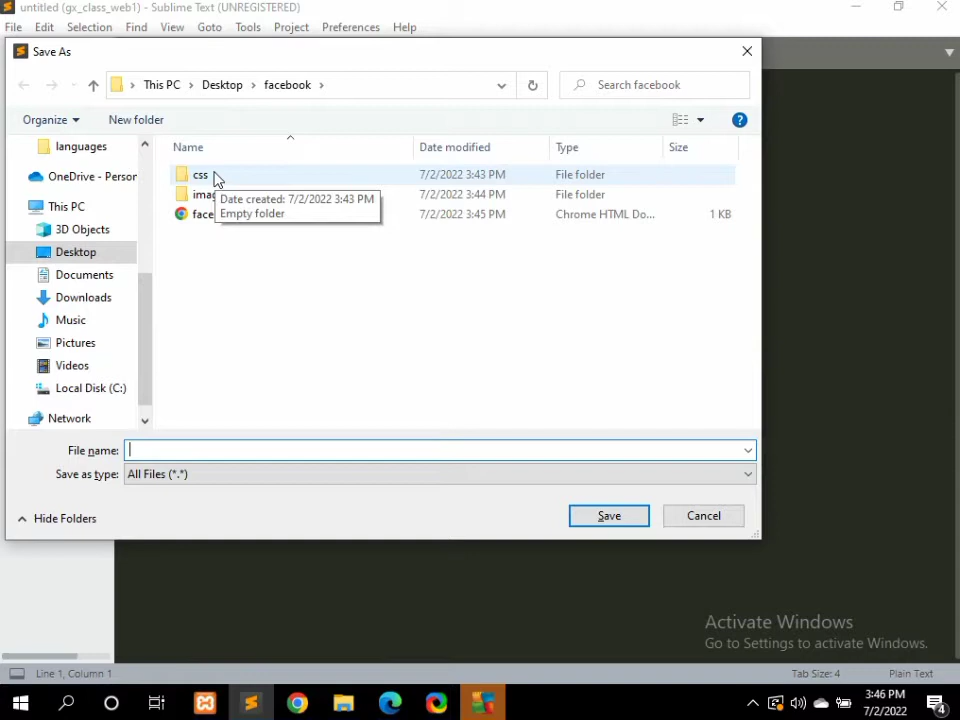 untitled (gx_class_web1) - Sublime Text (UNREGISTERED)
File Edit Selection Find View Goto Tools Project Preferences Help
Save As
This PC > Desktop > facebook >
Search facebook
Organize
New folder
Name
Date modified
Type
Size
languages
OneDrive - Person
This PC
3D Objects
Desktop
Documents
Downloads
Music
Pictures
Videos
Local Disk (C:)
Network
css 7/2/2022 3:43 PM File folder
imag 7/2/2022 3:44 PM File folder
face 7/2/2022 3:45 PM Chrome HTML Do... 1 KB
Date created: 7/2/2022 3:43 PM
Empty folder
File name:
Save as type: All Files (*.*)
Hide Folders
Save
Cancel
Activate Windows
Go to Settings to activate Windows.
Line 1, Column 1
Tab Size: 4
Plain Text
3:46 PM
7/2/2022
4